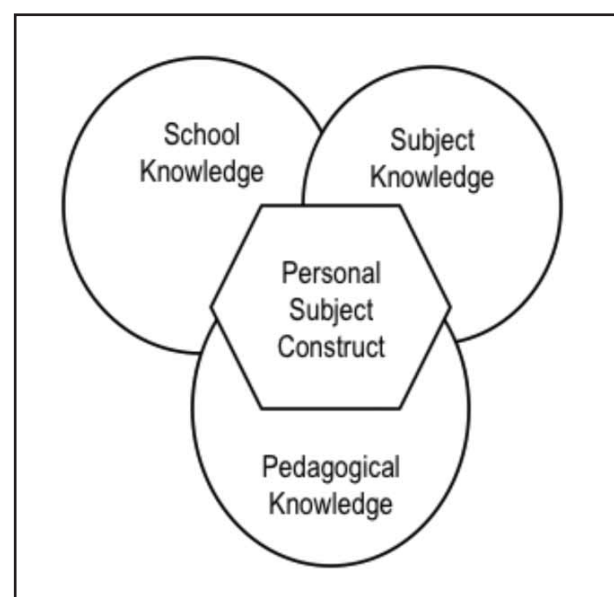 School
Knowledge
Subject
Knowledge
Personal
Subject
Construct
Pedagogical
Knowledge